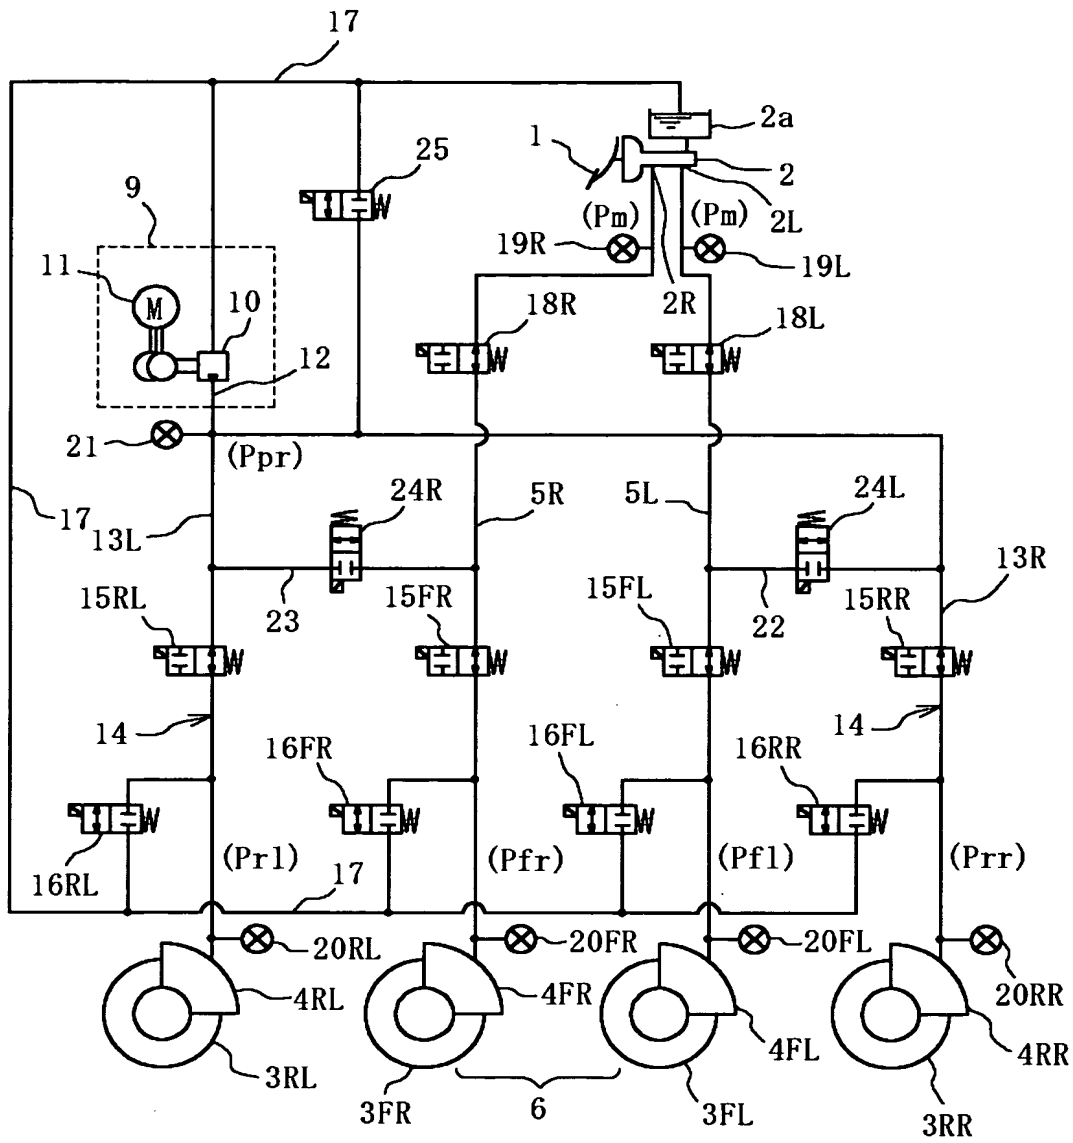 17
2a
1
2
25
9
(Pm)
(Pm)
2L
19R
19L
11
10
18R
2R
18L
12
21
(Ppr)
24R
5R
5L
24L
17
13L
13R
23
22
15RL
15FR
15FL
15RR
14
14
16FR
16FL
16RR
16RL
(Prl)
(Pfr)
(Pfl)
(Prr)
17
20RL
20FR
20FL
20RR
4RL
4FR
4FL
4RR
3RL
3FR
6
3FL
3RR
M